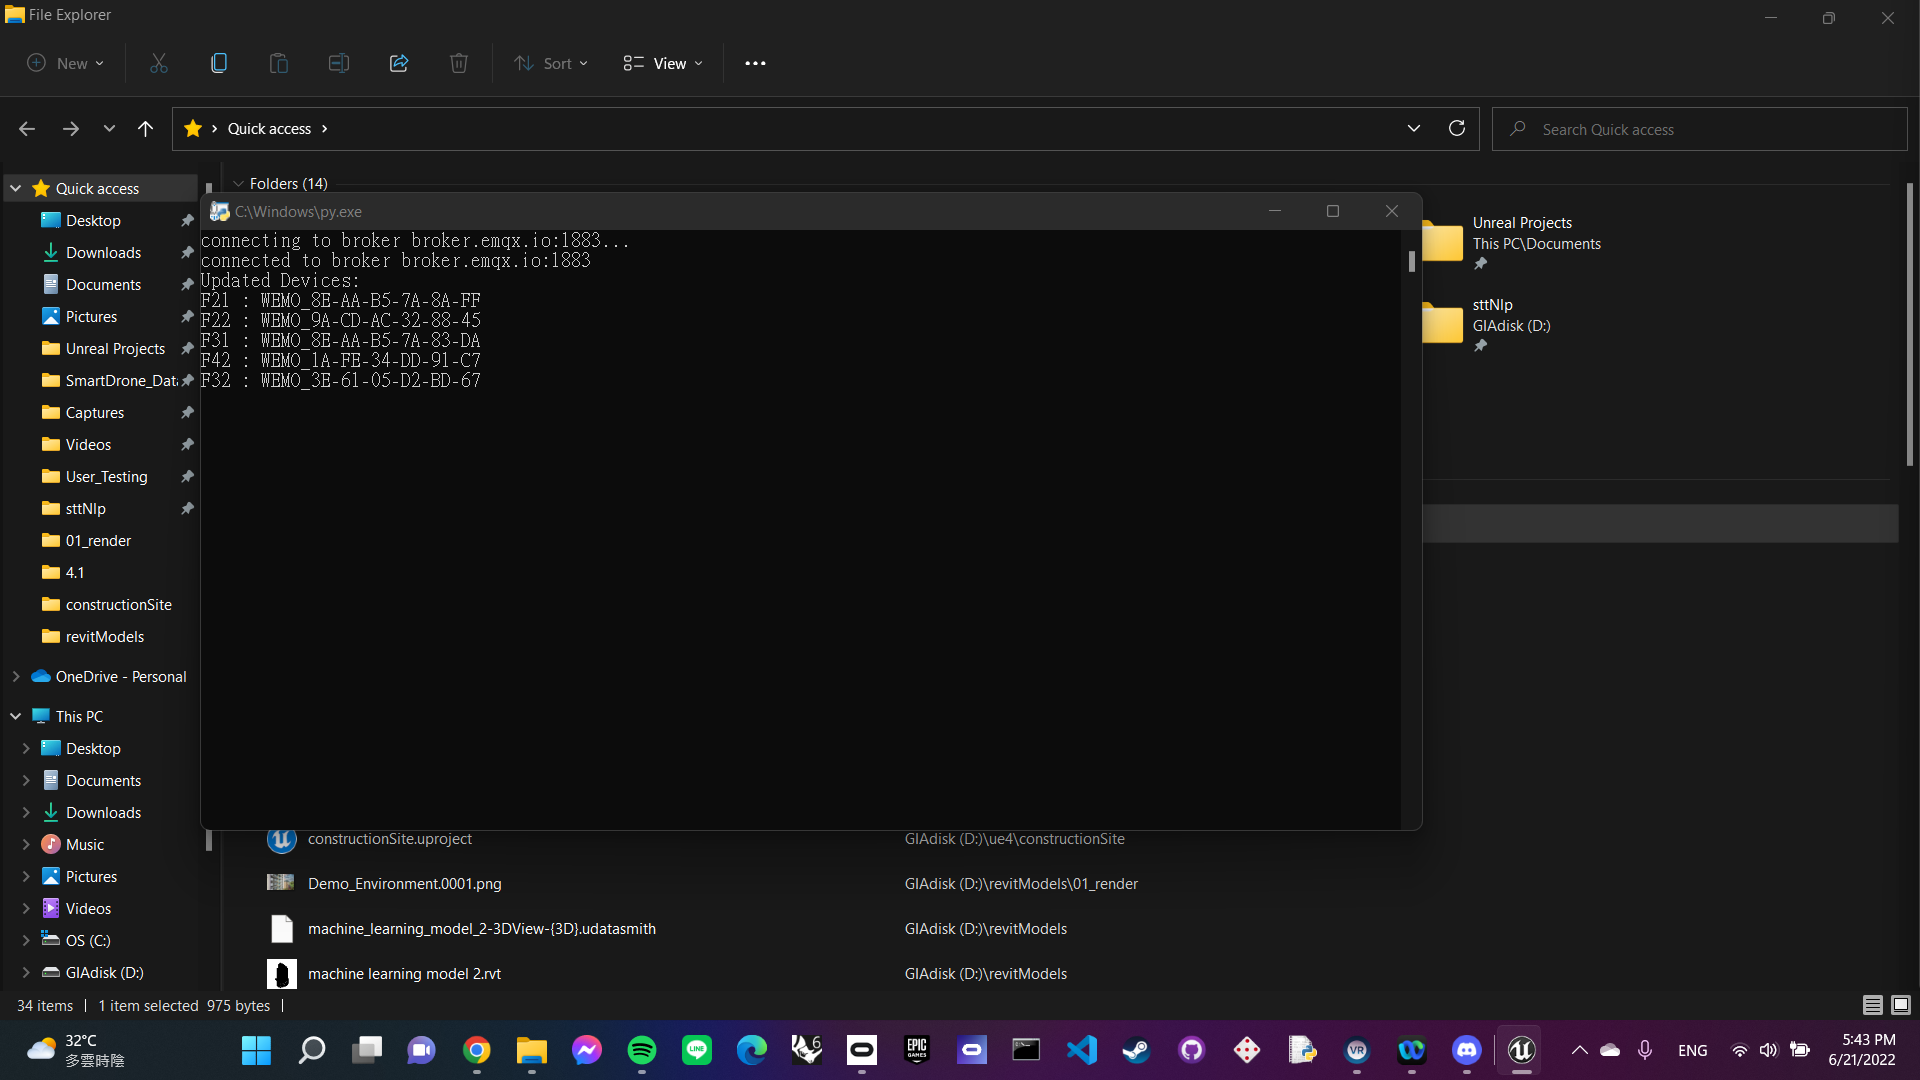 File Explorer
New
Sort
View
Quick access
Search Quick access
Quick access
Desktop
Downloads
Documents
Pictures
Unreal Projects
SmartDrone_Data
Captures
Videos
User_Testing
sttNlp
01_render
4.1
constructionSite
revitModels
OneDrive - Personal
This PC
Desktop
Documents
Downloads
Music
Pictures
Videos
OS (C:)
GIAdisk (D:)
Folders (14)
C:\Windows\py.exe
connecting to broker broker.emqx.io:1883...
connected to broker broker.emqx.io:1883
Updated Devices:
F21 : WEMO_8E-AA-B5-7A-8A-FF
F22 : WEMO_9A-CD-AC-32-88-45
F31 : WEMO_8E-AA-B5-7A-83-DA
F42 : WEMO_1A-FE-34-DD-91-C7
F32 : WEMO_3E-61-05-D2-BD-67
Unreal Projects
This PC\Documents
sttNlp
GIAdisk (D:)
constructionSite.uproject GIAdisk (D:)\ue4\constructionSite
Demo_Environment.0001.png GIAdisk (D:)\revitModels\01_render
machine_learning_model_2-3DView-{3D}.udatasmith GIAdisk (D:)\revitModels
machine learning model 2.rvt GIAdisk (D:)\revitModels
34 items 1 item selected 975 bytes
32°C
多雲時陰
6
EPIC
GAMES
VR
ENG
5:43 PM
6/21/2022